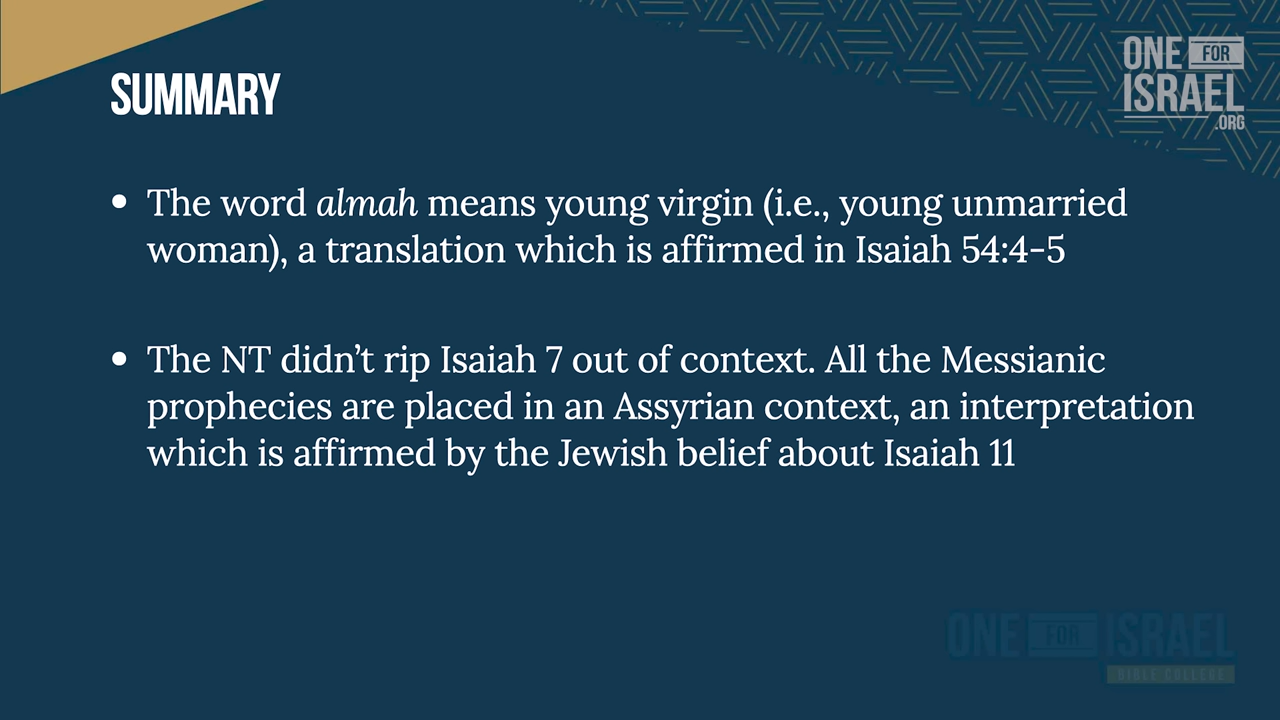 ONE FOR
ISRAEL
.ORG
SUMMARY
• The word almah means young virgin (i.e., young unmarried
woman), a translation which is affirmed in Isaiah 54:4-5
• The NT didn’t rip Isaiah 7 out of context. All the Messianic
prophecies are placed in an Assyrian context, an interpretation
which is affirmed by the Jewish belief about Isaiah 11
ONE FOR ISRAEL
BIBLE COLLEGE